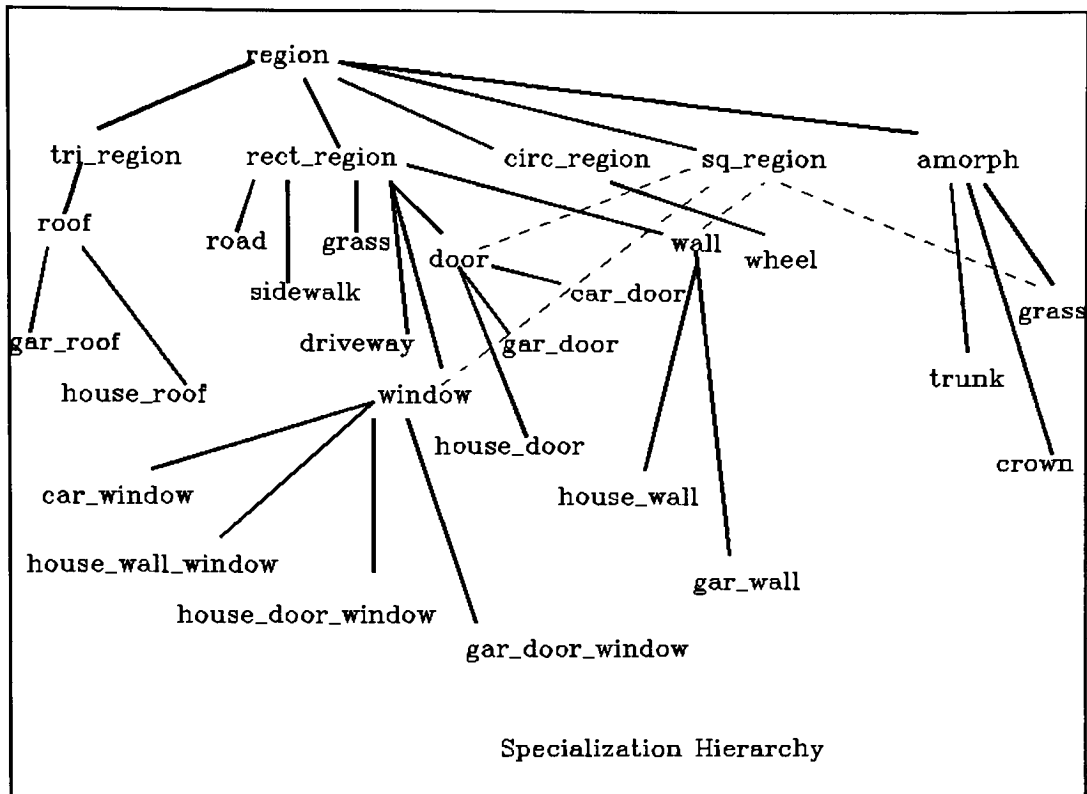 region
tri_region
rect_region
circ_region
sq_region
amorph
roof
road
grass
door
wall
wheel
sidewalk
car_door
grass
gar_roof
driveway
gar_door
house_roof
window
trunk
house_door
crown
car_window
house_wall
house_wall_window
gar_wall
house_door_window
gar_door_window
Specialization Hierarchy